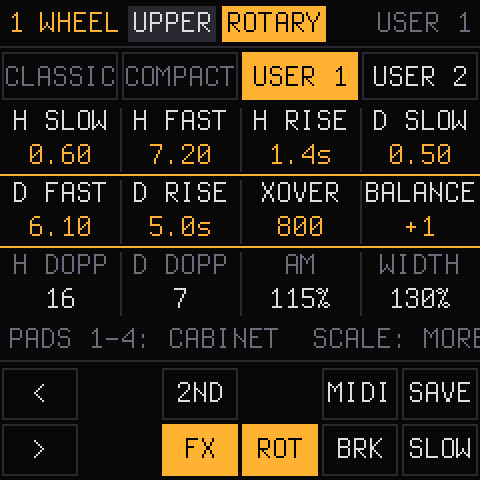 1 WHEEL UPPER ROTARY USER 1
CLASSIC COMPACT USER 1 USER 2
H SLOW H FAST H RISE D SLOW
0.60 7.20 1.4s 0.50
D FAST D RISE XOVER BALANCE
6.10 5.0s 800 +1
H DOPP D DOPP AM WIDTH
16 7 115% 130%
PADS 1-4: CABINET SCALE: MORE
< 2ND MIDI SAVE
> FX ROT BRK SLOW